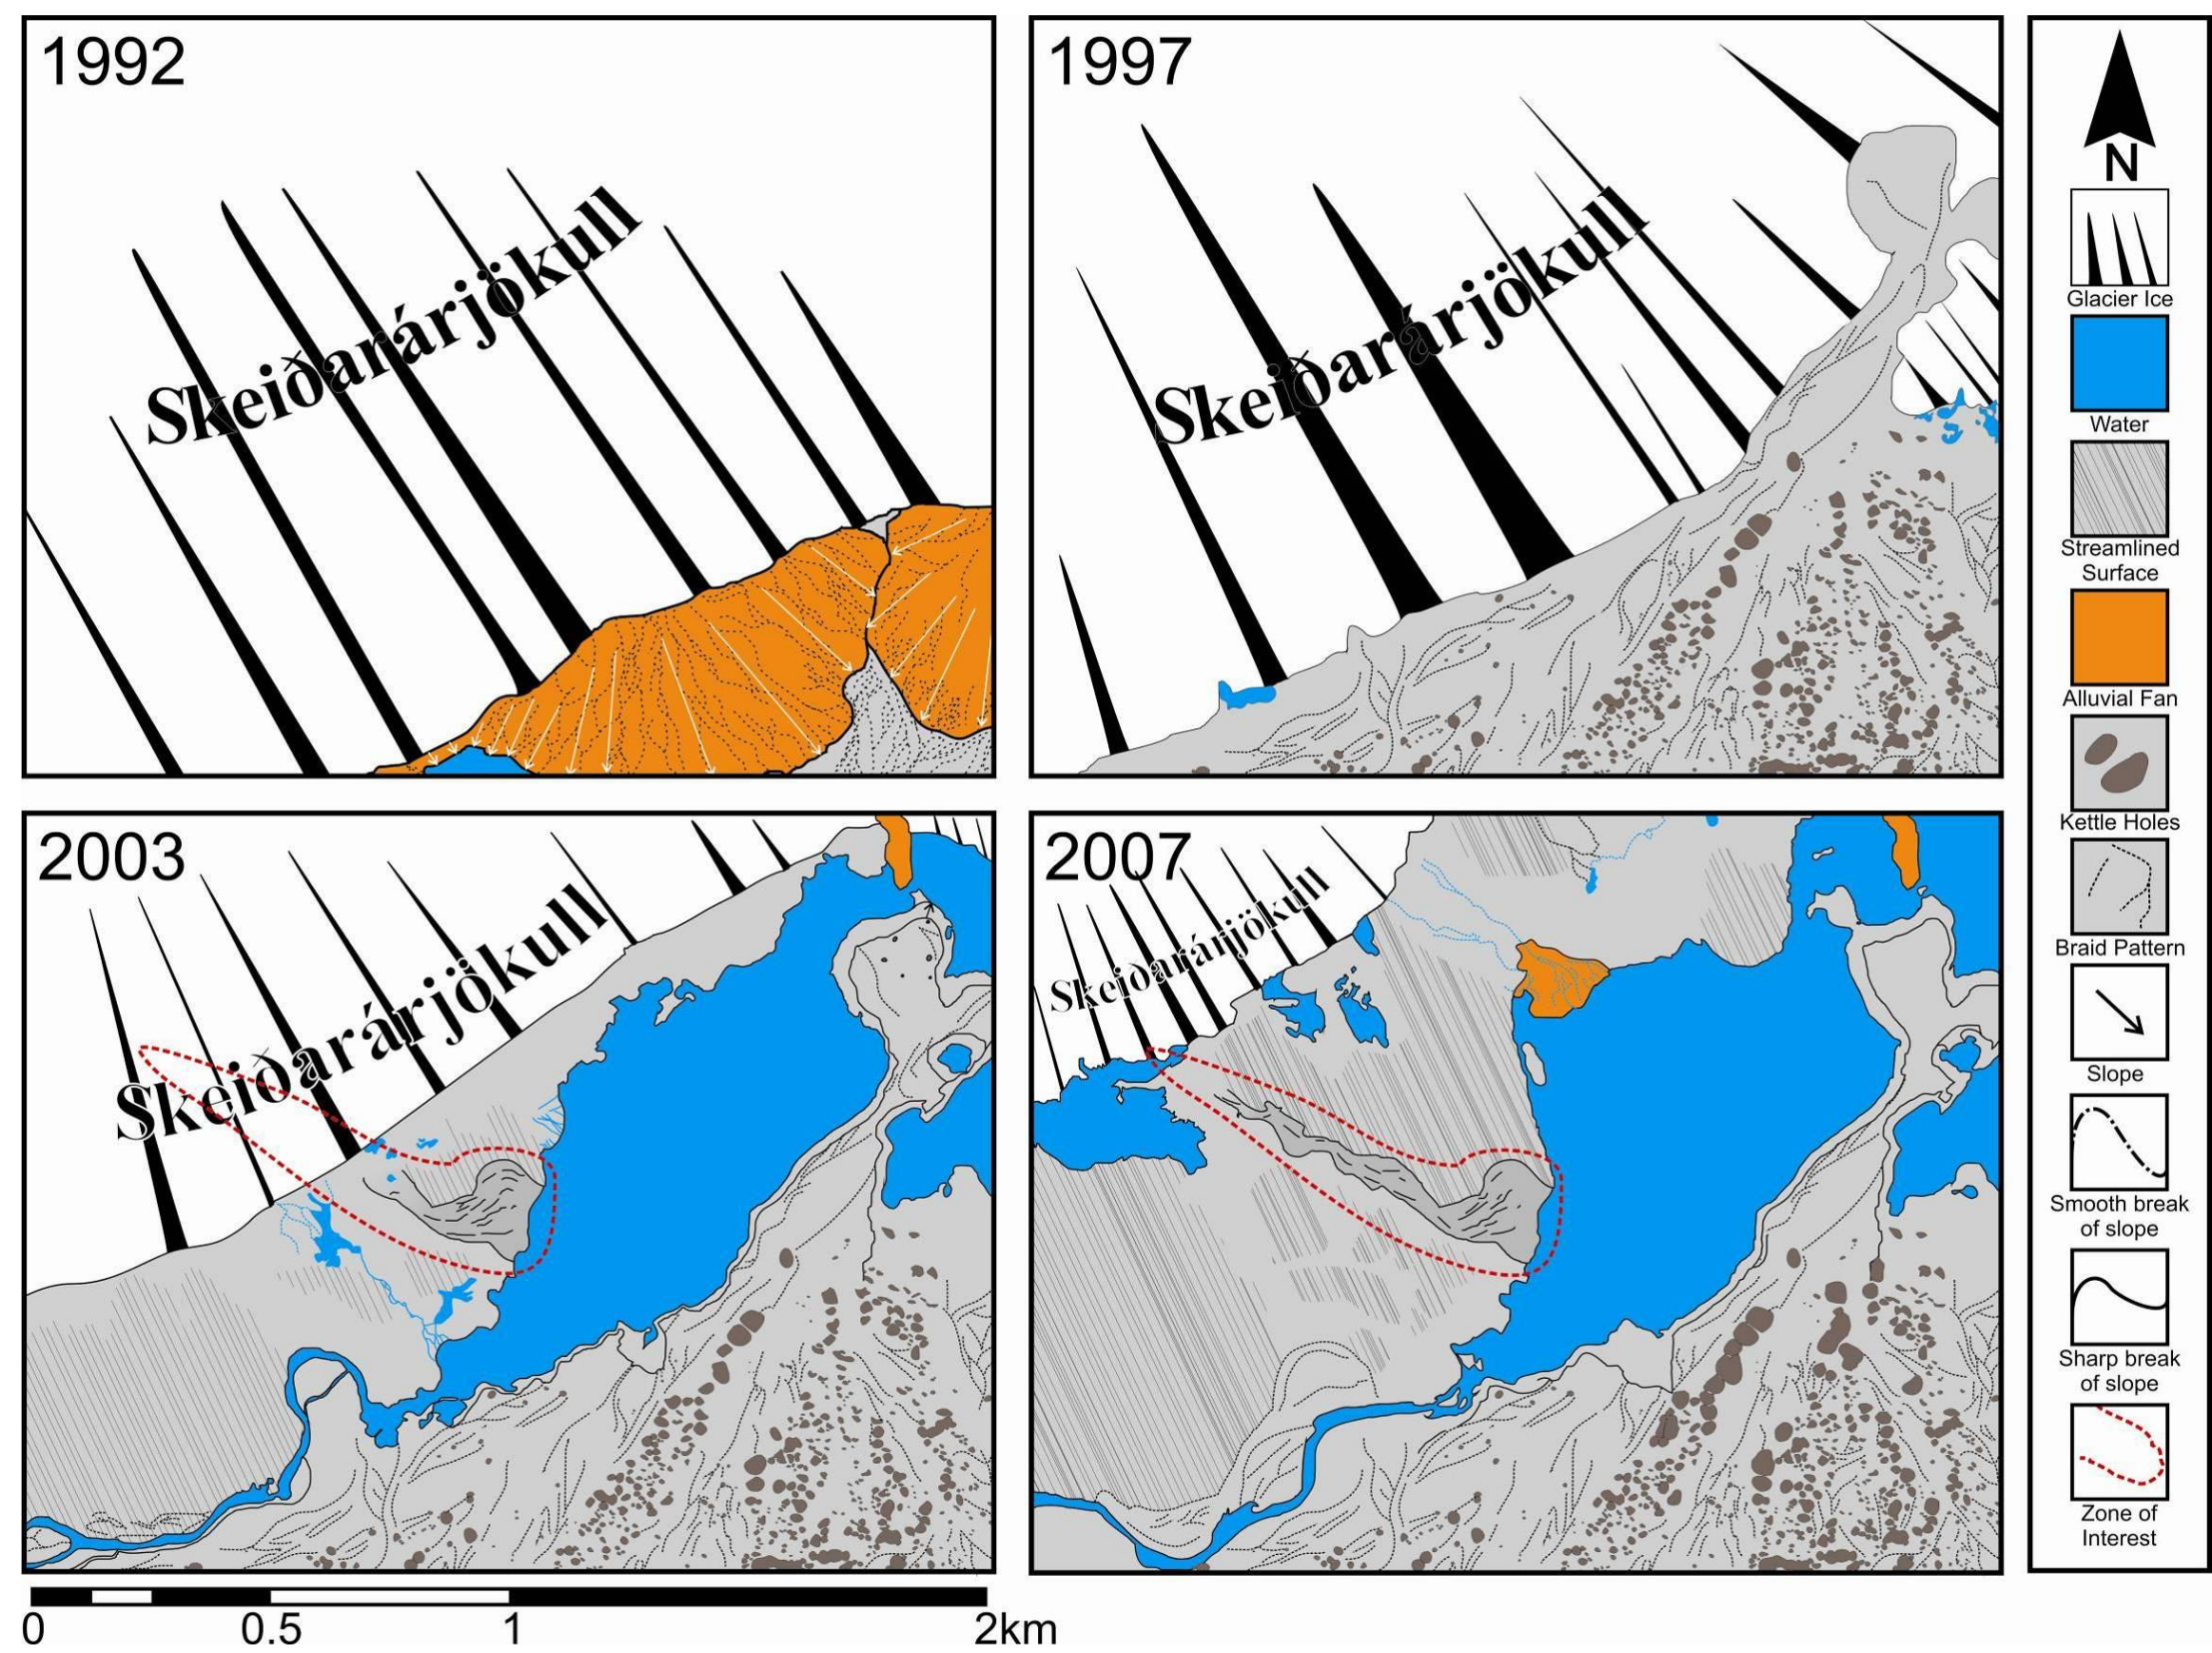 1992
Skeiðarárjökull
1997
Skeiðarárjökull
2003
Skeiðarárjökull
2007
Skeiðarárjökull
0
0.5
1
2km
N
Glacier Ice
Water
Streamlined
Surface
Alluvial Fan
Kettle Holes
Braid Pattern
Slope
Smooth break
of slope
Sharp break
of slope
Zone of
Interest